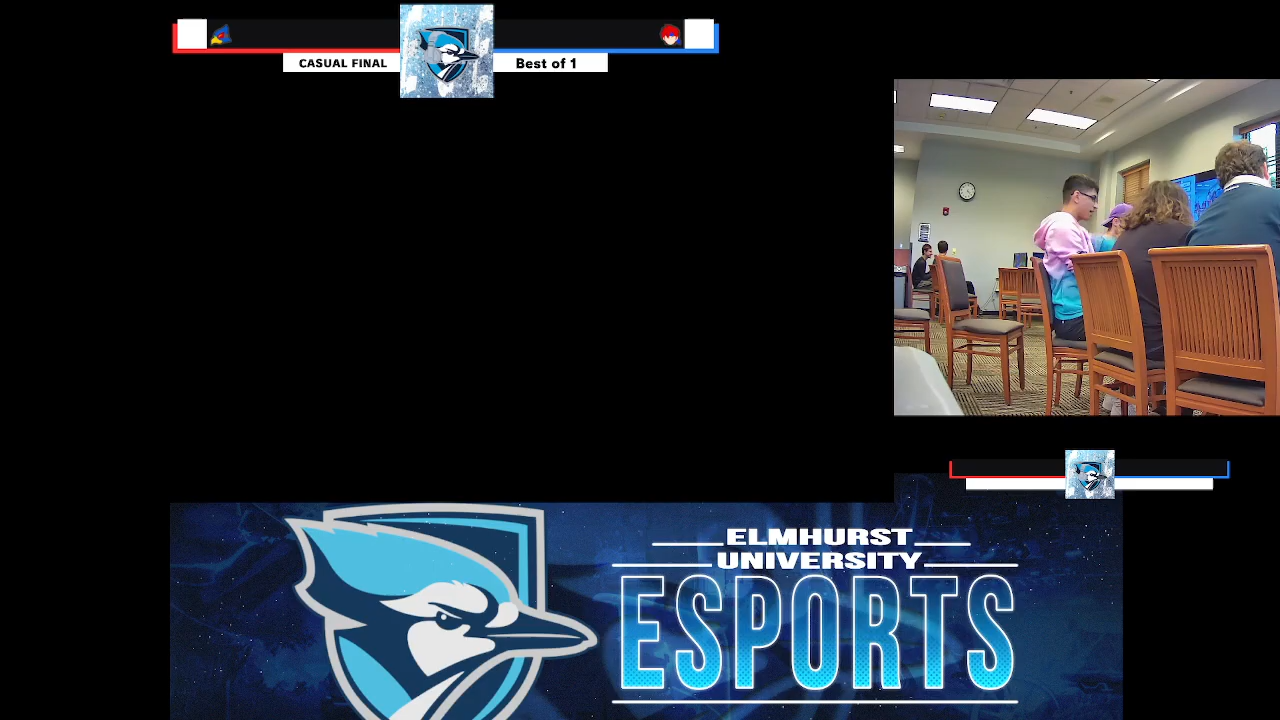 CASUAL FINAL
Best of 1
ELMHURST
UNIVERSITY
ESPORTS